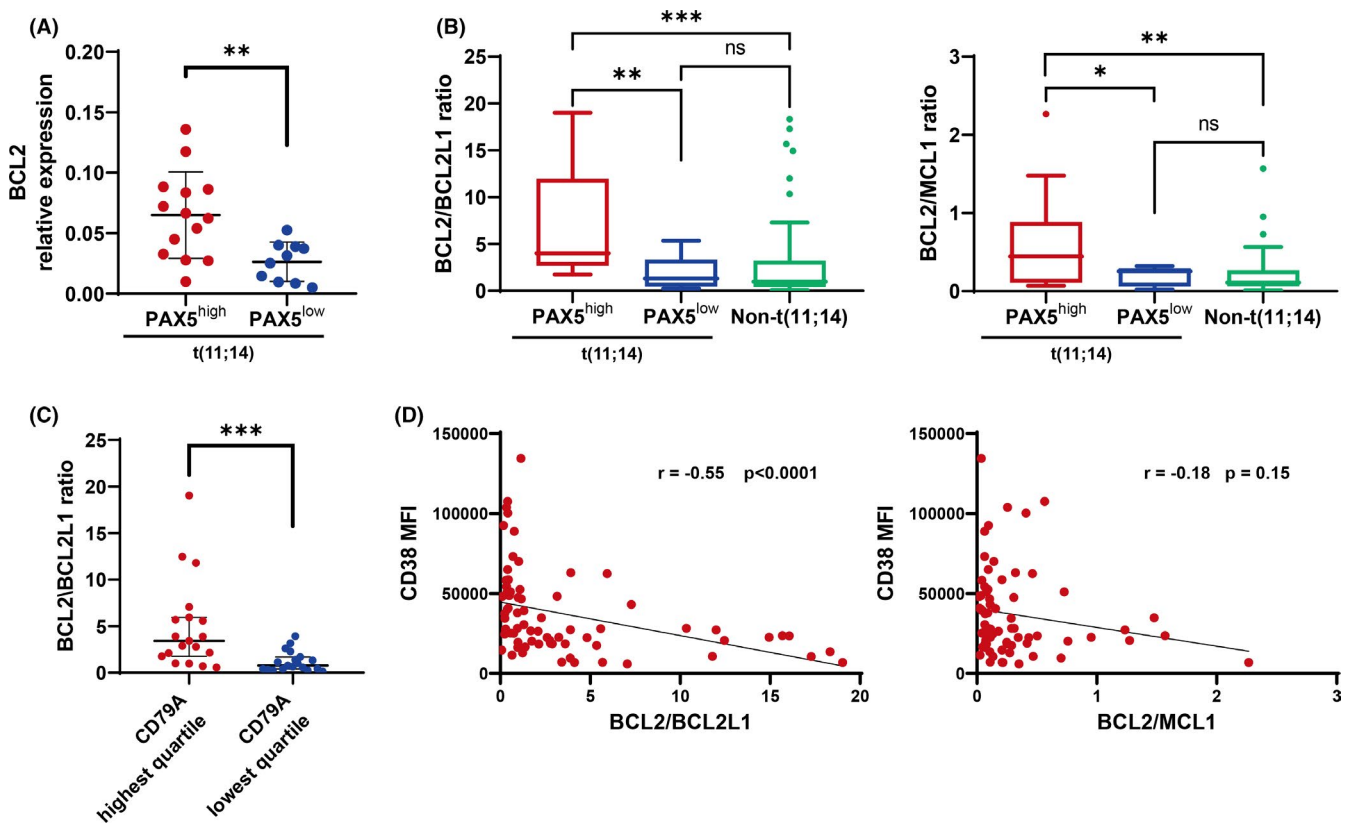 (A)
BCL2
relative expression
0.20
0.15
0.10
0.05
0.00
**
PAX5high
PAX5low
t(11;14)
(B)
BCL2/BCL2L1 ratio
25
20
15
10
5
0
***
**
ns
PAX5high
PAX5low
Non-t(11;14)
t(11;14)
BCL2/MCL1 ratio
3
2
1
0
**
*
ns
PAX5high
PAX5low
Non-t(11;14)
t(11;14)
(C)
BCL2\BCL2L1 ratio
25
20
15
10
5
0
***
CD79A
highest quartile
CD79A
lowest quartile
(D)
CD38 MFI
150000
100000
50000
0
r = -0.55 p<0.0001
0 5 10 15 20
BCL2/BCL2L1
CD38 MFI
150000
100000
50000
0
r = -0.18 p = 0.15
0 1 2 3
BCL2/MCL1